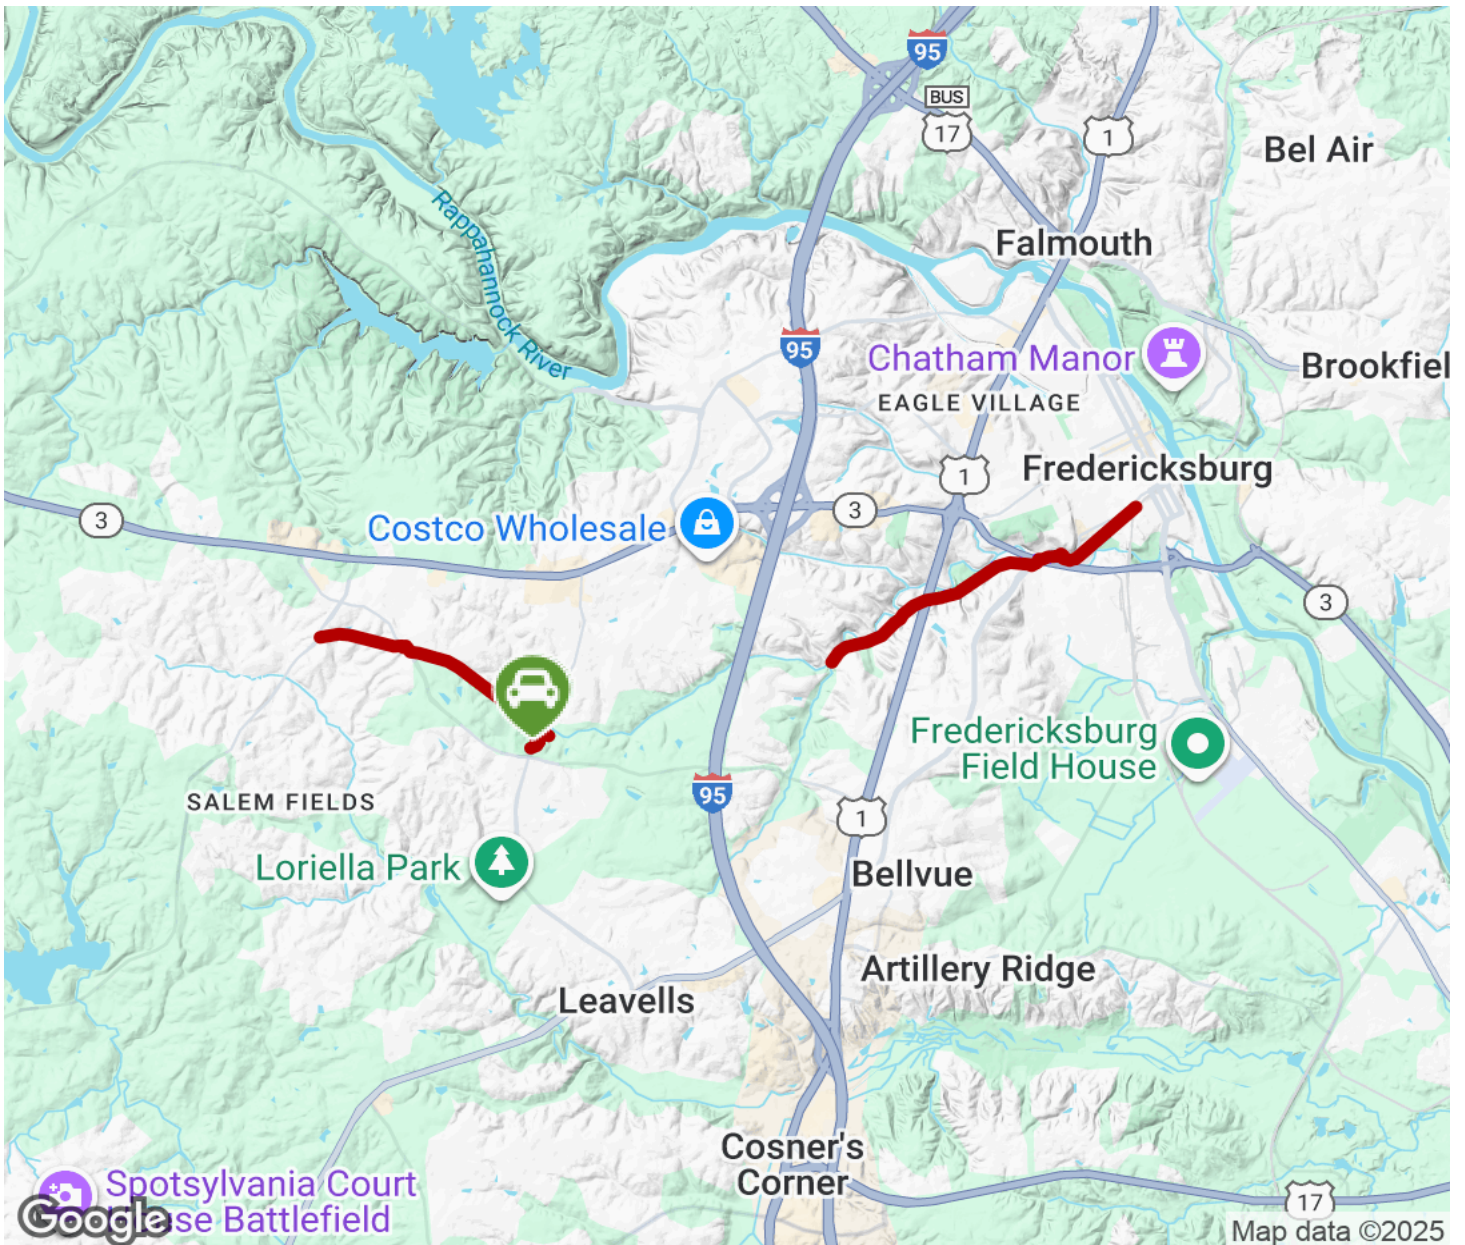 95
BUS
17
1
Bel Air
Rappahannock River
Falmouth
95
Chatham Manor
Brookfiel
EAGLE VILLAGE
1
Fredericksburg
3
Costco Wholesale
3
3
Fredericksburg
Field House
95
SALEM FIELDS
1
Loriella Park
Bellvue
Artillery Ridge
Leavells
Cosner's
Corner
Spotsylvania Court
use Battlefield
Google
17
Map data ©2025